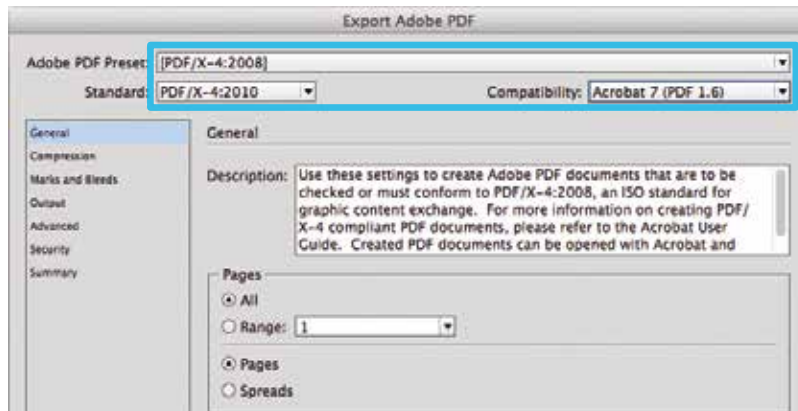 Export Adobe PDF
Adobe PDF Preset: [PDF/X-4:2008]
Standard: PDF/X-4:2010 Compatibility: Acrobat 7 (PDF 1.6)
General
Compression
Marks and Bleeds
Output
Advanced
Security
Summary
General
Description: Use these settings to create Adobe PDF documents that are to be
checked or must conform to PDF/X-4:2008, an ISO standard for
graphic content exchange. For more information on creating PDF/
X-4 compliant PDF documents, please refer to the Acrobat User
Guide. Created PDF documents can be opened with Acrobat and
Pages
All
Range: 1
Pages
Spreads